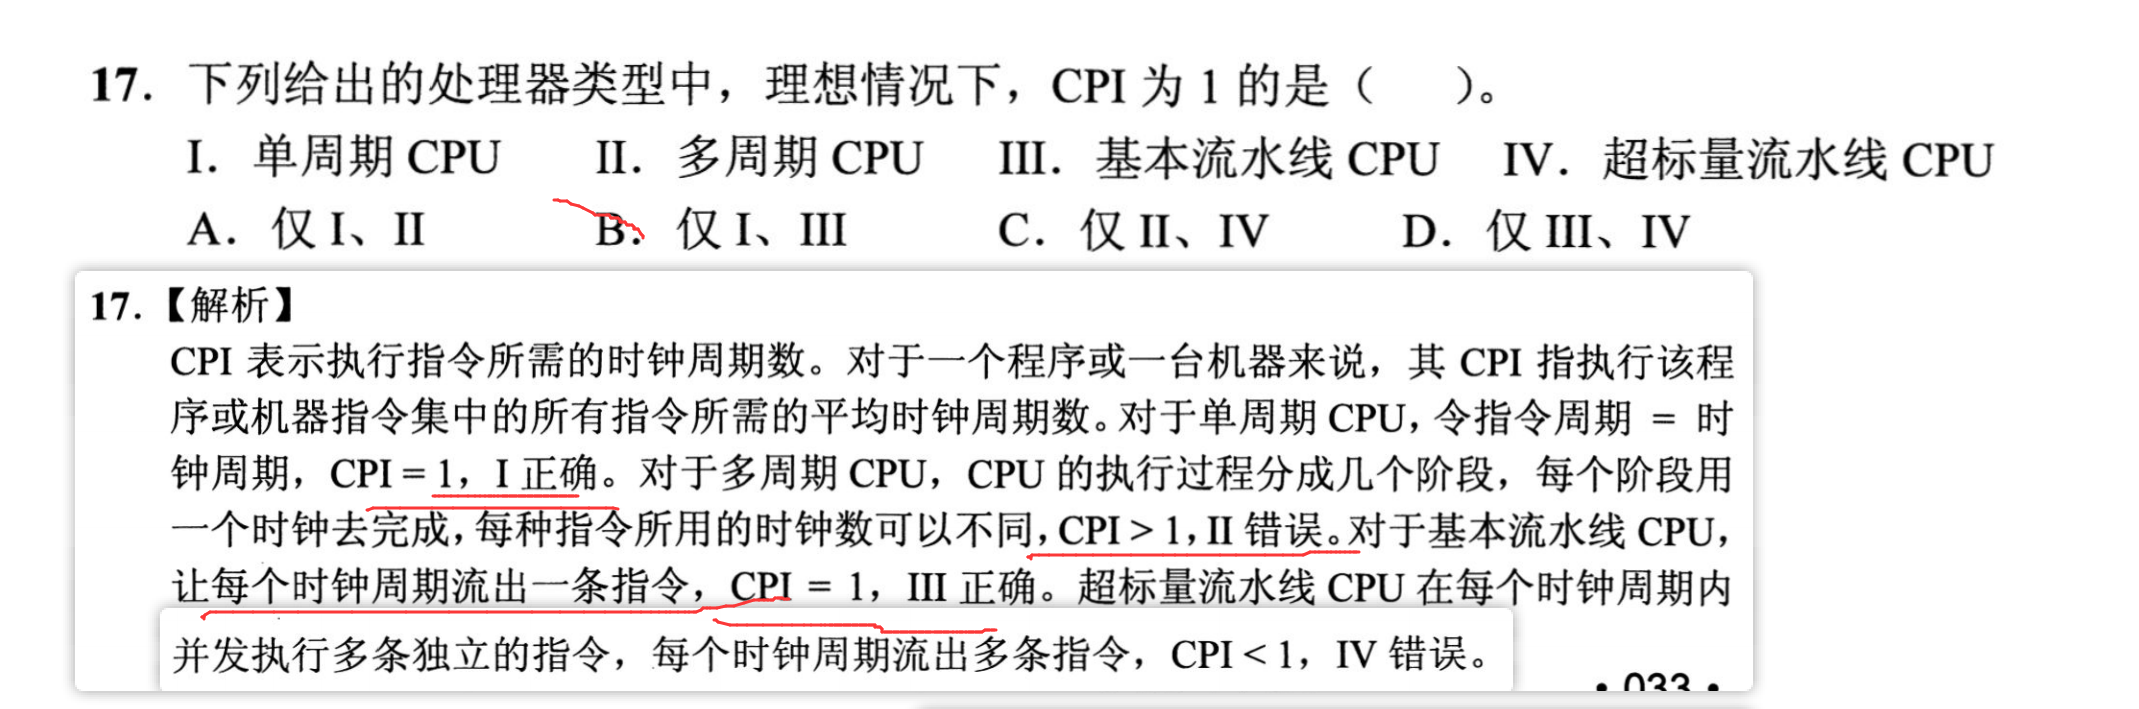 17. 下列给出的处理器类型中，理想情况下，CPI 为 1 的是（　　）。
I. 单周期 CPU　II. 多周期 CPU　III. 基本流水线 CPU　IV. 超标量流水线 CPU
A. 仅 I、II　B. 仅 I、III　C. 仅 II、IV　D. 仅 III、IV
17.【解析】
CPI 表示执行指令所需的时钟周期数。对于一个程序或一台机器来说，其 CPI 指执行该程
序或机器指令集中的所有指令所需的平均时钟周期数。对于单周期 CPU，令指令周期 = 时
钟周期，CPI = 1，I 正确。对于多周期 CPU，CPU 的执行过程分成几个阶段，每个阶段用
一个时钟去完成，每种指令所用的时钟数可以不同，CPI > 1，II 错误。对于基本流水线 CPU，
让每个时钟周期流出一条指令，CPI = 1，III 正确。超标量流水线 CPU 在每个时钟周期内
并发执行多条独立的指令，每个时钟周期流出多条指令，CPI < 1，IV 错误。
• 033 •